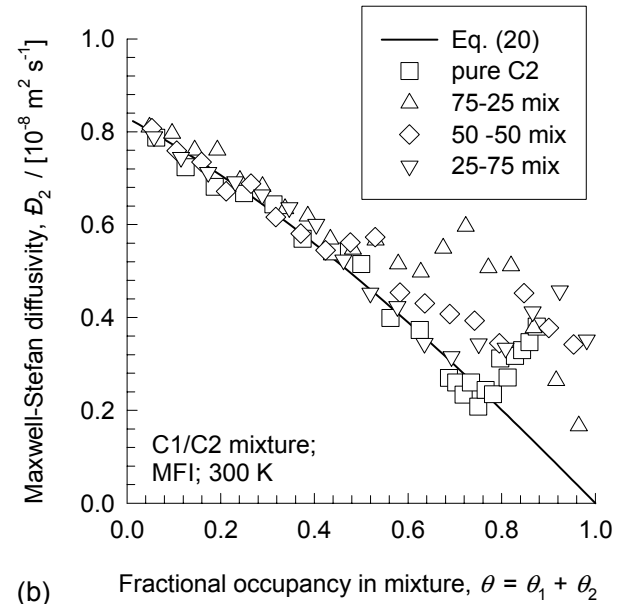 Maxwell-Stefan diffusivity, Đ₂ / [10⁻⁸ m² s⁻¹]
1.0
0.8
0.6
0.4
0.2
0.0
Eq. (20)
pure C2
75-25 mix
50 -50 mix
25-75 mix
C1/C2 mixture;
MFI; 300 K
0.0 0.2 0.4 0.6 0.8 1.0
(b) Fractional occupancy in mixture, θ = θ₁ + θ₂